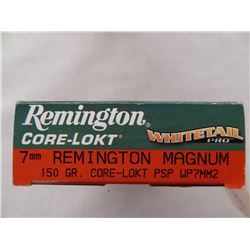 Remington
CORE-LOKT
WHITETAIL
PRO
7mm REMINGTON MAGNUM
150 GR. CORE-LOKT PSP WP7MM2